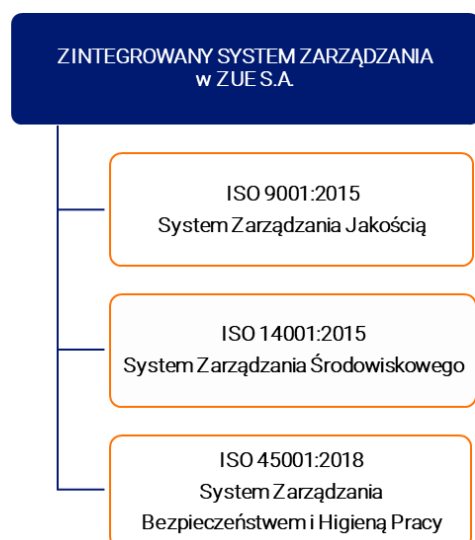 ZINTEGROWANY SYSTEM ZARZĄDZANIA
w ZUE S.A.
ISO 9001:2015
System Zarządzania Jakością
ISO 14001:2015
System Zarządzania Środowiskowego
ISO 45001:2018
System Zarządzania
Bezpieczeństwem i Higieną Pracy